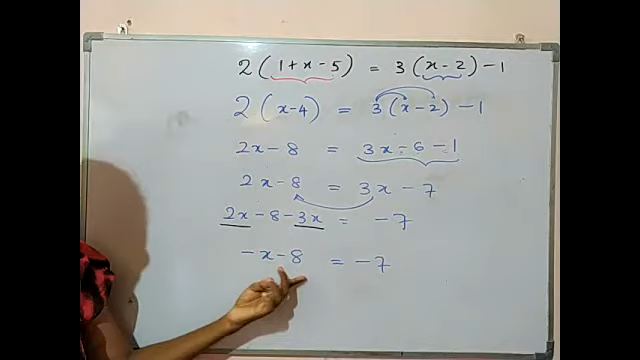 2 ( 1 + x - 5 ) = 3 ( x - 2 ) - 1
2 ( x - 4 ) = 3 ( x - 2 ) - 1
2x - 8 = 3x - 6 - 1
2x - 8 = 3x - 7
2x - 8 - 3x = - 7
- x - 8 = - 7